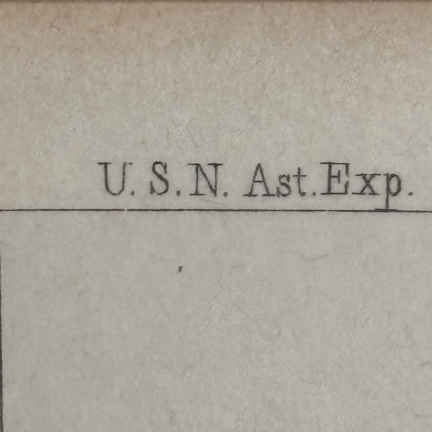 U. S. N. Ast. Exp.